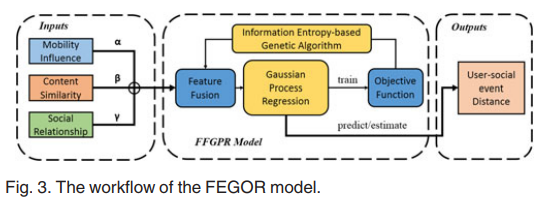 Inputs
Mobility
Influence
α
Content
Similarity
β
Social
Relationship
γ
Information Entropy-based
Genetic Algorithm
Feature
Fusion
Gaussian
Process
Regression
train
Objective
Function
predict/estimate
FFGPR Model
Outputs
User-social
event
Distance
Fig. 3. The workflow of the FEGOR model.